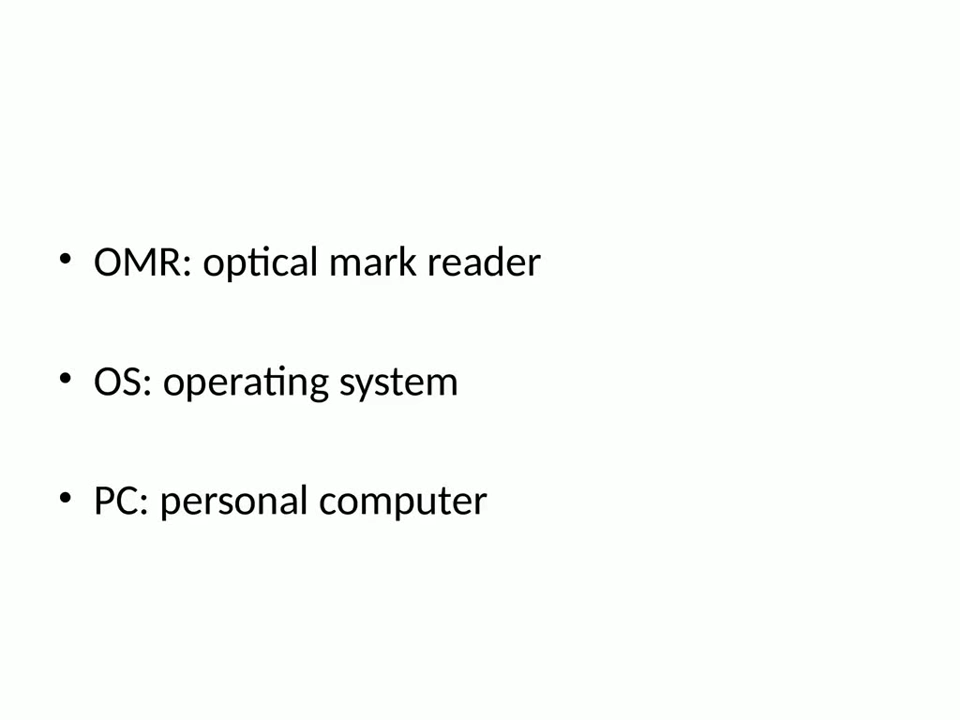 • OMR: optical mark reader
• OS: operating system
• PC: personal computer